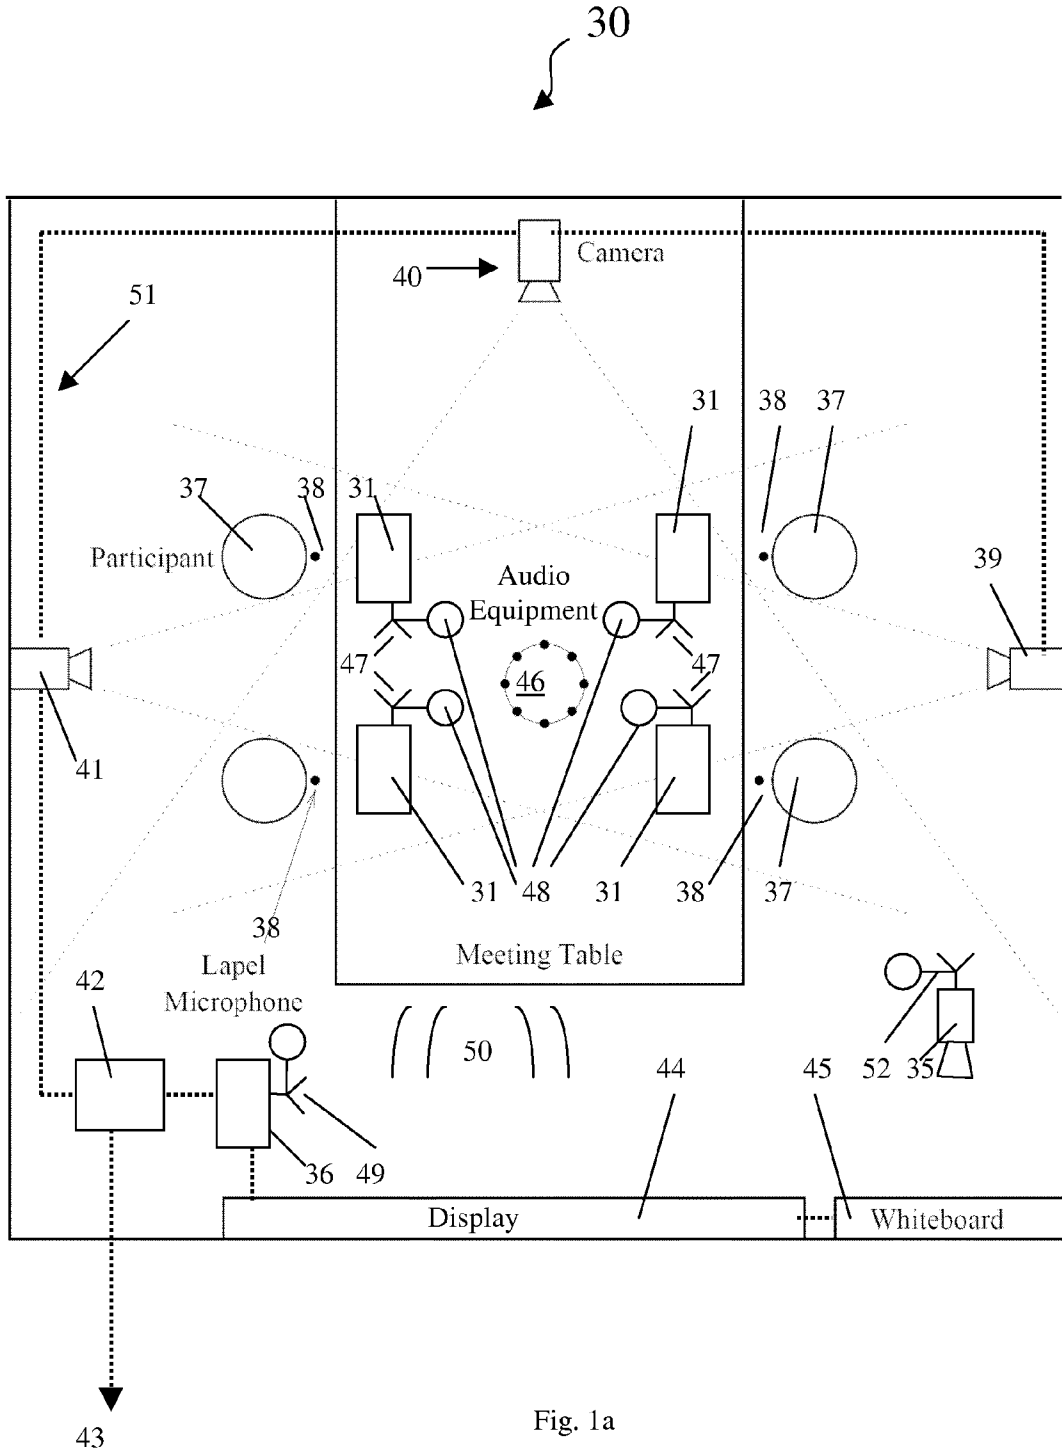 30
Camera
40
51
31
38
37
37
38
31
Participant
39
Audio
Equipment
47
47
46
41
31
48
31
38
37
38
Meeting Table
Lapel
Microphone
42
50
52
35
44
45
36
49
Display
Whiteboard
43
Fig. 1a